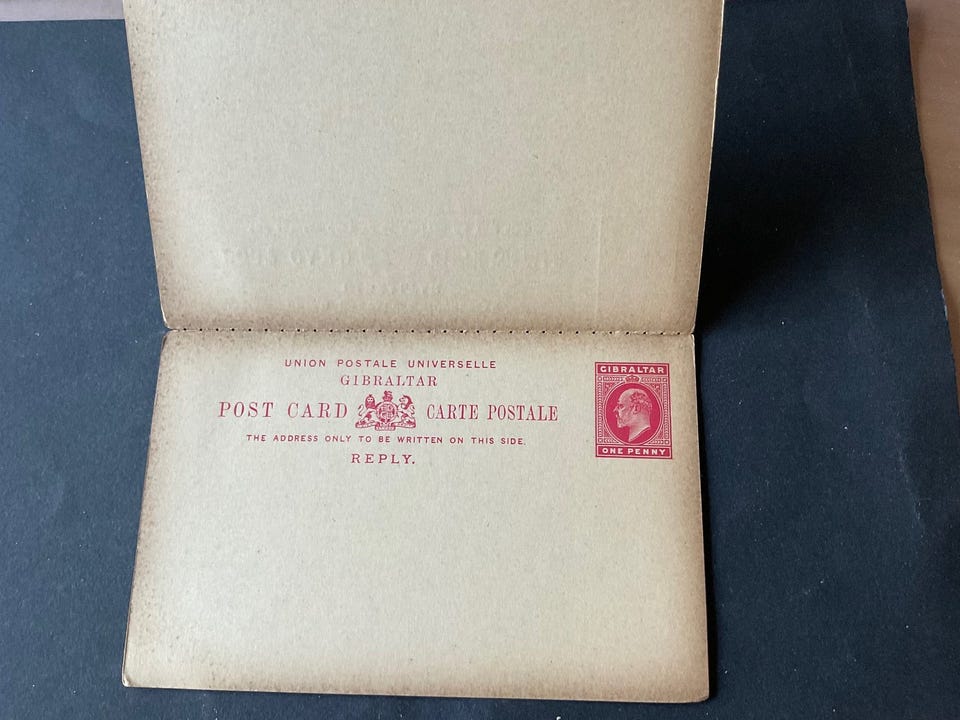 UNION POSTALE UNIVERSELLE
GIBRALTAR
POST CARD CARTE POSTALE
THE ADDRESS ONLY TO BE WRITTEN ON THIS SIDE.
REPLY.
GIBRALTAR
ONE PENNY